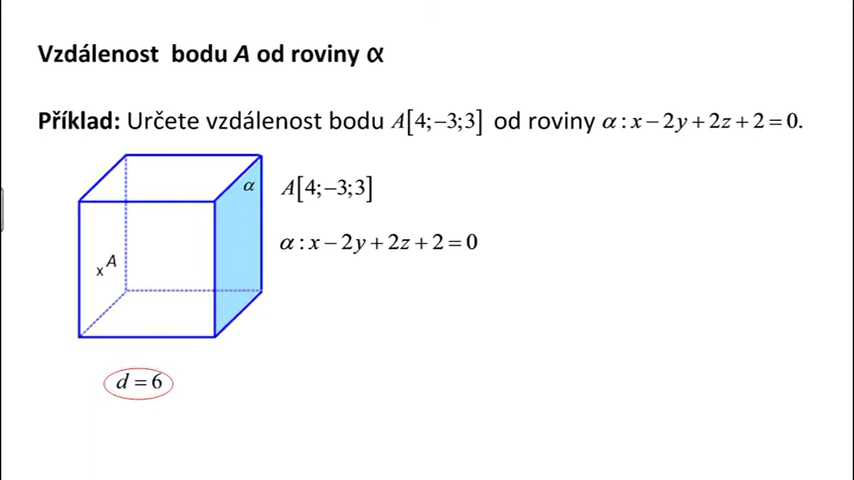 Vzdálenost bodu A od roviny α
Příklad: Určete vzdálenost bodu A[4;−3;3] od roviny α : x − 2y + 2z + 2 = 0.
α
A[4;−3;3]
α : x − 2y + 2z + 2 = 0
x A
d = 6